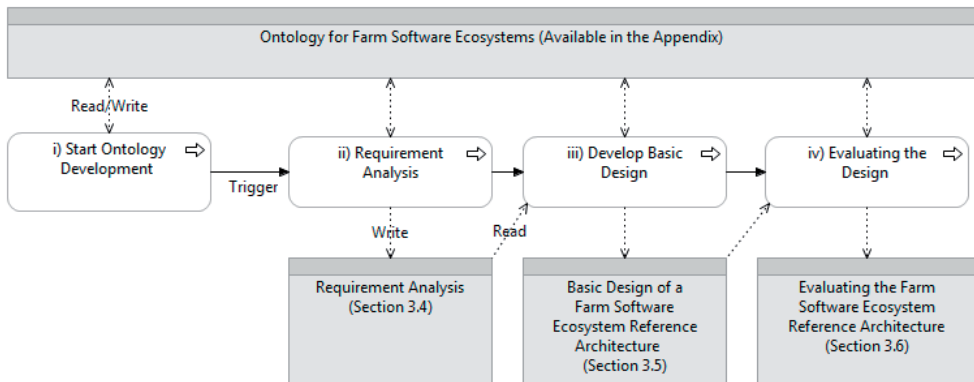 Ontology for Farm Software Ecosystems (Available in the Appendix)
Read/Write
i) Start Ontology
Development
Trigger
ii) Requirement
Analysis
iii) Develop Basic
Design
iv) Evaluating the
Design
Write
Read
Requirement Analysis
(Section 3.4)
Basic Design of a
Farm Software
Ecosystem Reference
Architecture
(Section 3.5)
Evaluating the Farm
Software Ecosystem
Reference Architecture
(Section 3.6)